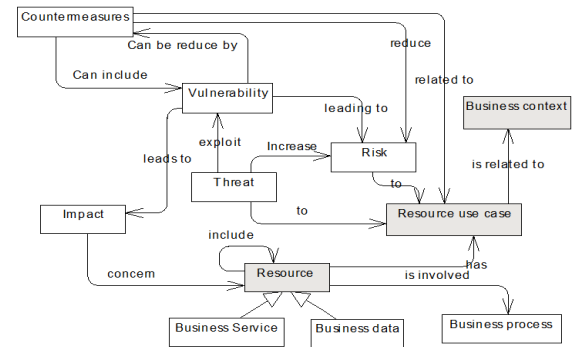 Countermeasures
Can be reduce by
reduce
Can include
related to
Vulnerability
leading to
Business context
exploit
Increase
Risk
is related to
leads to
Threat
to
Impact
to
Resource use case
include
concern
Resource
has
is involved
Business Service
Business data
Business process